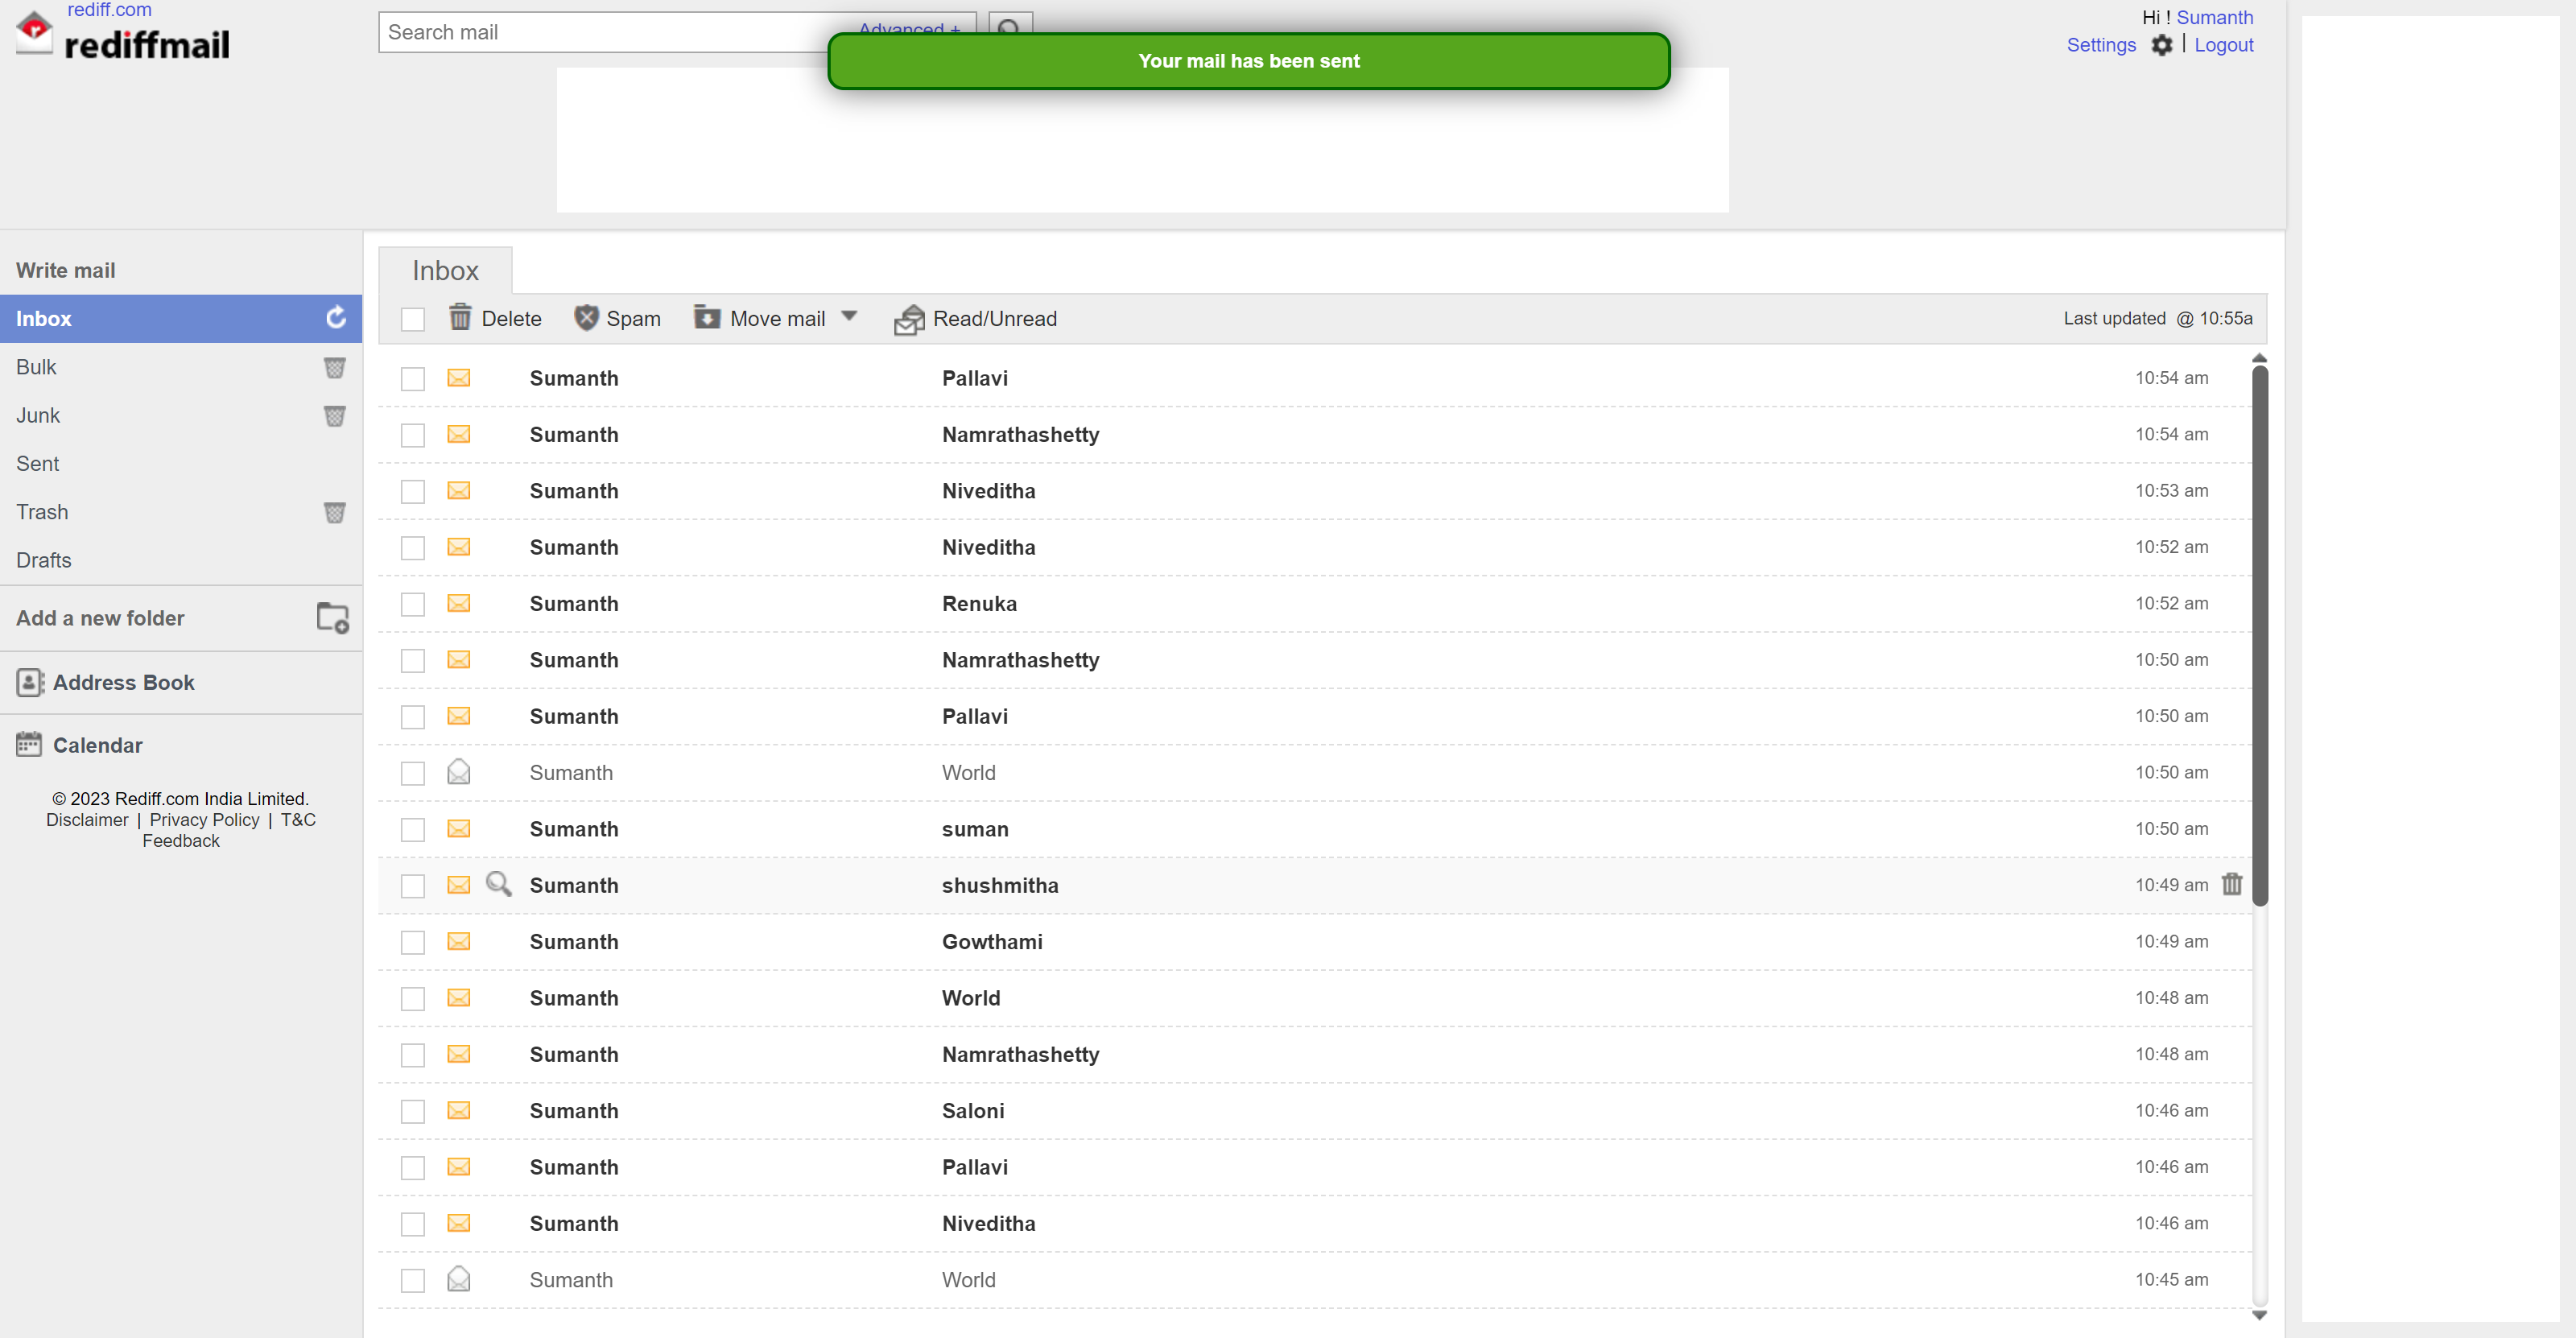 rediff.com
rediffmail
Search mail
Advanced +
Your mail has been sent
Hi ! Sumanth
Settings | Logout
Write mail
Inbox
Bulk
Junk
Sent
Trash
Drafts
Add a new folder
Address Book
Calendar
© 2023 Rediff.com India Limited.
Disclaimer | Privacy Policy | T&C
Feedback
Inbox
Delete Spam Move mail Read/Unread Last updated @ 10:55a
Sumanth Pallavi 10:54 am
Sumanth Namrathashetty 10:54 am
Sumanth Niveditha 10:53 am
Sumanth Niveditha 10:52 am
Sumanth Renuka 10:52 am
Sumanth Namrathashetty 10:50 am
Sumanth Pallavi 10:50 am
Sumanth World 10:50 am
Sumanth suman 10:50 am
Sumanth shushmitha 10:49 am
Sumanth Gowthami 10:49 am
Sumanth World 10:48 am
Sumanth Namrathashetty 10:48 am
Sumanth Saloni 10:46 am
Sumanth Pallavi 10:46 am
Sumanth Niveditha 10:46 am
Sumanth World 10:45 am